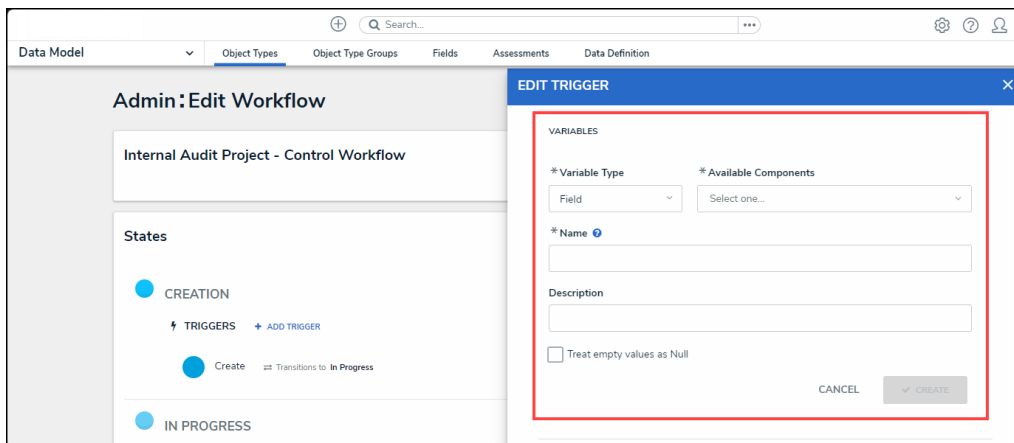 Search...
Data Model
Object Types
Object Type Groups
Fields
Assessments
Data Definition
Admin:Edit Workflow
Internal Audit Project - Control Workflow
States
CREATION
TRIGGERS + ADD TRIGGER
Create Transitions to In Progress
IN PROGRESS
EDIT TRIGGER
VARIABLES
* Variable Type
Field
* Available Components
Select one...
* Name
Description
Treat empty values as Null
CANCEL
CREATE